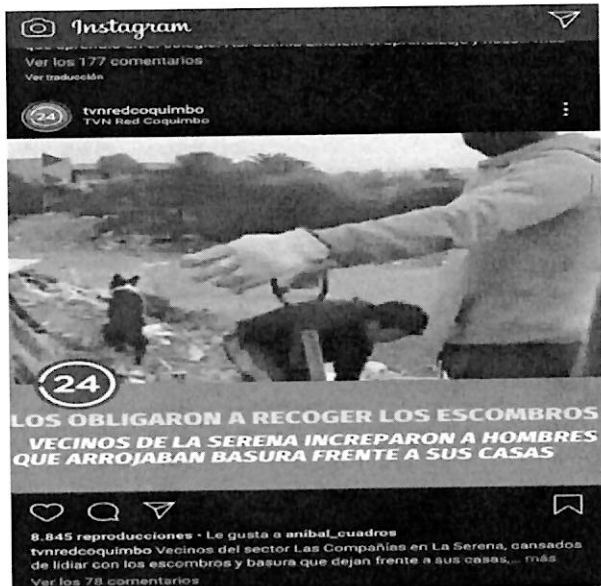 Instagram
Ver los 177 comentarios
Ver traducción
24
tvnredcoquimbo
TVN Red Coquimbo
24
LOS OBLIGARON A RECOGER LOS ESCOMBROS
VECINOS DE LA SERENA INCREPARON A HOMBRES
QUE ARROJABAN BASURA FRENTE A SUS CASAS
8.845 reproducciones · Le gusta a anibal_cuadros
tvnredcoquimbo Vecinos del sector Las Compañías en La Serena, cansados
de lidiar con los escombros y basura que dejan frente a sus casas,... más
Ver los 78 comentarios